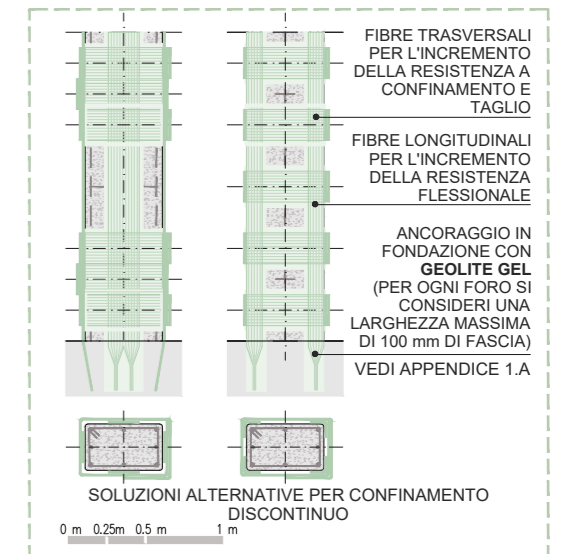 FIBRE TRASVERSALI
PER L'INCREMENTO
DELLA RESISTENZA A
CONFINAMENTO E
TAGLIO
FIBRE LONGITUDINALI
PER L'INCREMENTO
DELLA RESISTENZA
FLESSIONALE
ANCORAGGIO IN
FONDAZIONE CON
GEOLITE GEL
(PER OGNI FORO SI
CONSIDERI UNA
LARGHEZZA MASSIMA
DI 100 mm DI FASCIA)
VEDI APPENDICE 1.A
SOLUZIONI ALTERNATIVE PER CONFINAMENTO
DISCONTINUO
0 m 0.25m 0.5 m 1 m